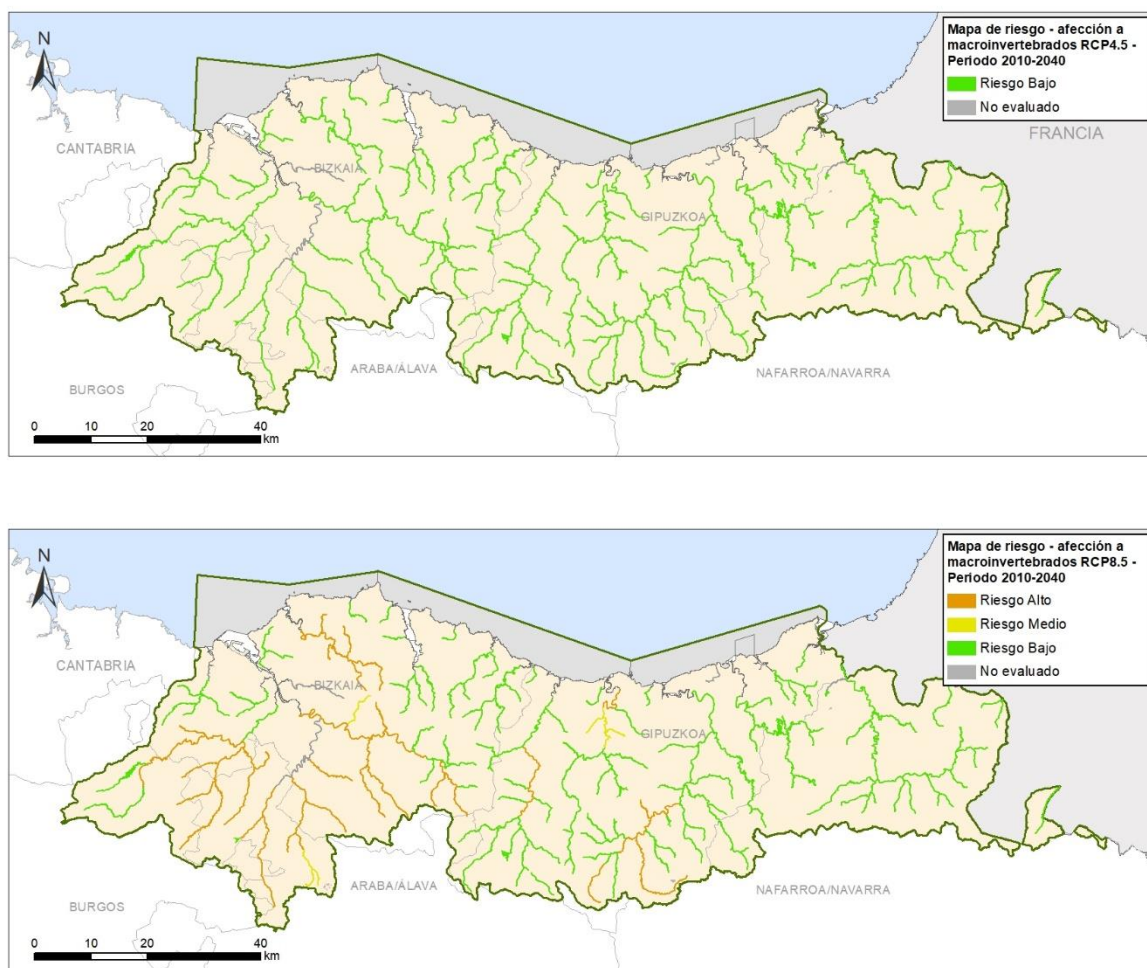 Mapa de riesgo - afección a
macroinvertebrados RCP4.5 -
Periodo 2010-2040
Riesgo Bajo
No evaluado
N
FRANCIA
CANTABRIA
BIZKAIA
GIPUZKOA
ARABA/ÁLAVA
NAFARROA/NAVARRA
BURGOS
0 10 20 40
km
Mapa de riesgo - afección a
macroinvertebrados RCP8.5 -
Periodo 2010-2040
Riesgo Alto
Riesgo Medio
Riesgo Bajo
No evaluado
N
CANTABRIA
BIZKAIA
GIPUZKOA
ARABA/ÁLAVA
NAFARROA/NAVARRA
BURGOS
0 10 20 40
km